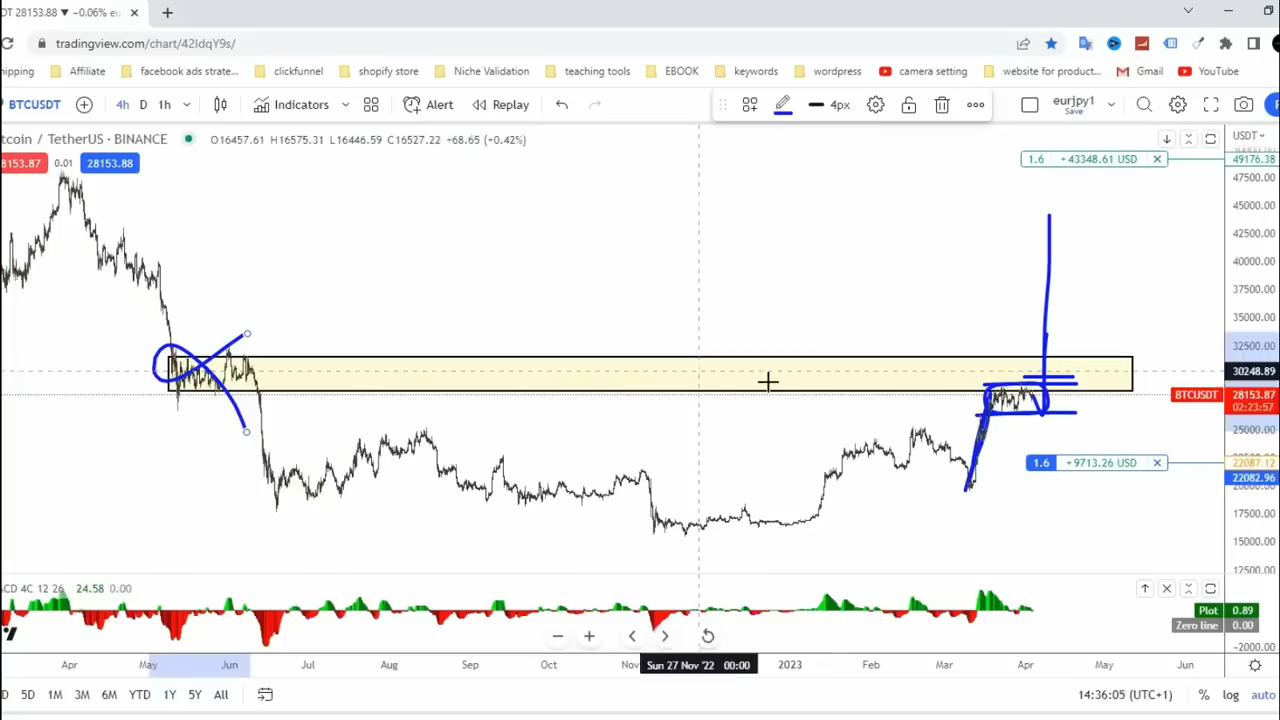 DT 28153.88 ▼ −0.06% eu
tradingview.com/chart/42IdqY9s/
hipping Affiliate facebook ads strate... clickfunnel shopify store Niche Validation teaching tools EBOOK keywords wordpress camera setting website for product... Gmail YouTube
BTCUSDT 4h D 1h Indicators Alert Replay 4px eurjpy1
Save
tcoin / TetherUS · BINANCE O16457.61 H16575.31 L16446.59 C16527.22 +68.65 (+0.42%) USDT
28153.87 0.01 28153.88
1.6 +43348.61 USD 49176.38
47500.00
45000.00
42500.00
40000.00
37500.00
35000.00
32500.00
30248.89
BTCUSDT 28153.87
02:23:57
25000.00
1.6 +9713.26 USD 22087.12
22082.96
20000.00
17500.00
15000.00
12500.00
CD 4C 12 26 24.58 0.00
Plot 0.89
Zero line 0.00
−2000.00
Apr May Jun Jul Aug Sep Oct Nov Sun 27 Nov '22 00:00 2023 Feb Mar Apr May Jun
D 5D 1M 3M 6M YTD 1Y 5Y All 14:36:05 (UTC+1) % log auto